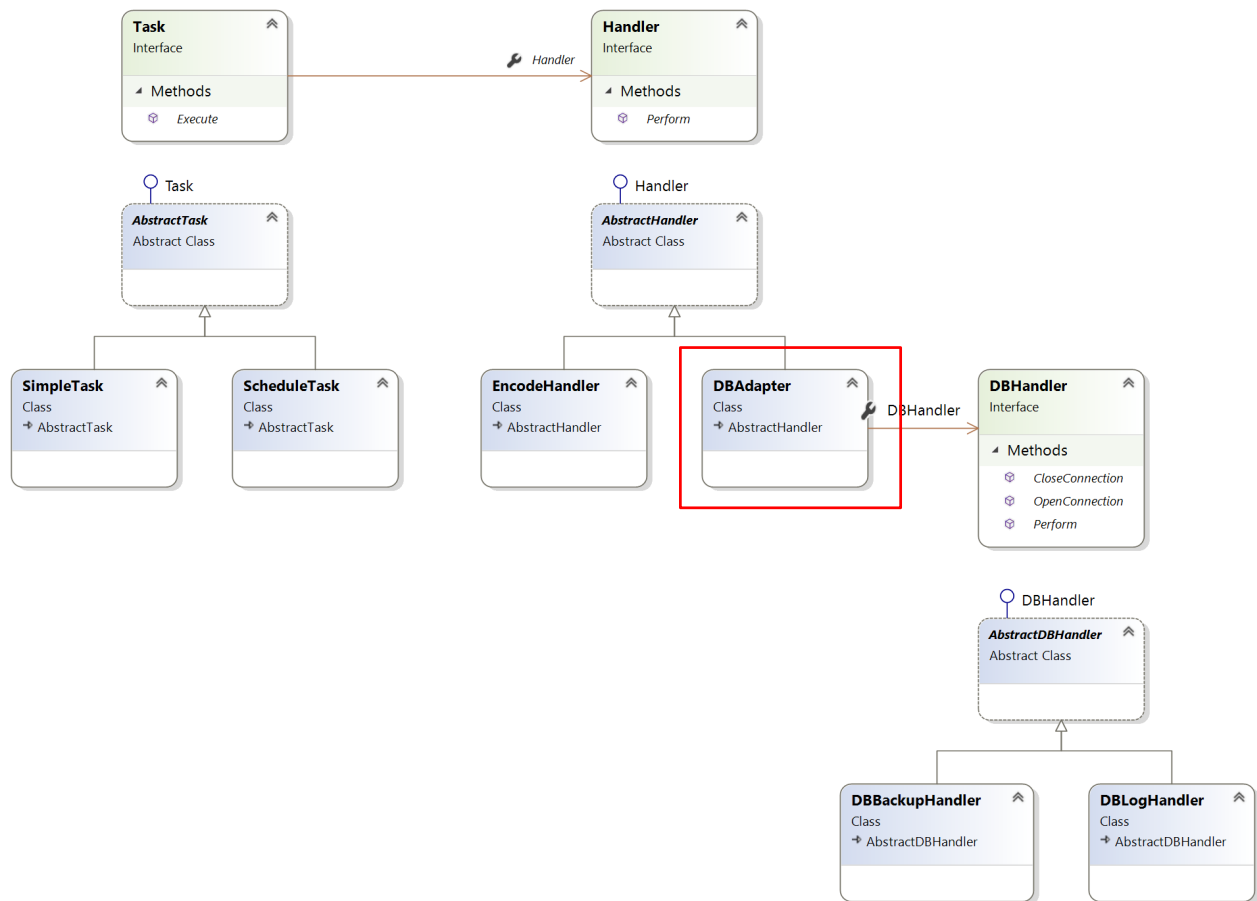 Task
Interface
Methods
Execute
Handler
Handler
Interface
Methods
Perform
Task
AbstractTask
Abstract Class
Handler
AbstractHandler
Abstract Class
SimpleTask
Class
AbstractTask
ScheduleTask
Class
AbstractTask
EncodeHandler
Class
AbstractHandler
DBAdapter
Class
AbstractHandler
DBHandler
DBHandler
Interface
Methods
CloseConnection
OpenConnection
Perform
DBHandler
AbstractDBHandler
Abstract Class
DBBackupHandler
Class
AbstractDBHandler
DBLogHandler
Class
AbstractDBHandler